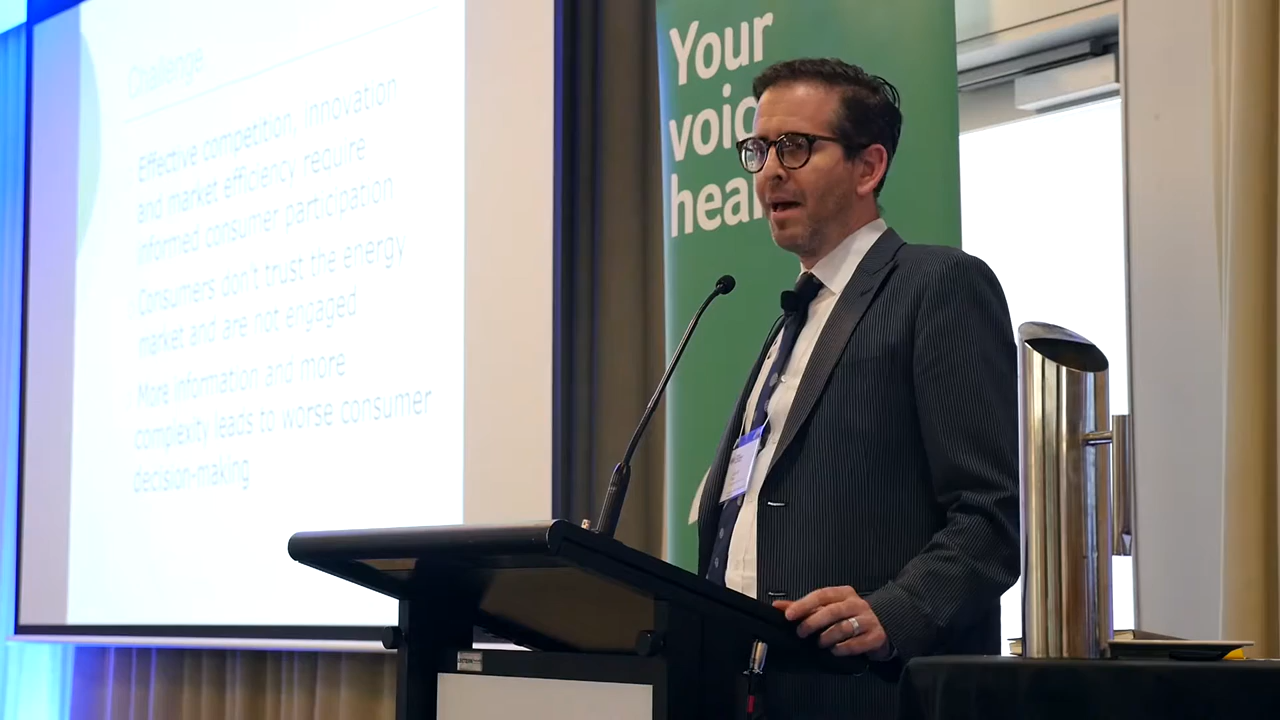 Challenge
Effective competition, innovation
and market efficiency require
informed consumer participation
Consumers don't trust the energy
market and are not engaged
More information and more
complexity leads to worse consumer
decision-making
Your
voic
heal